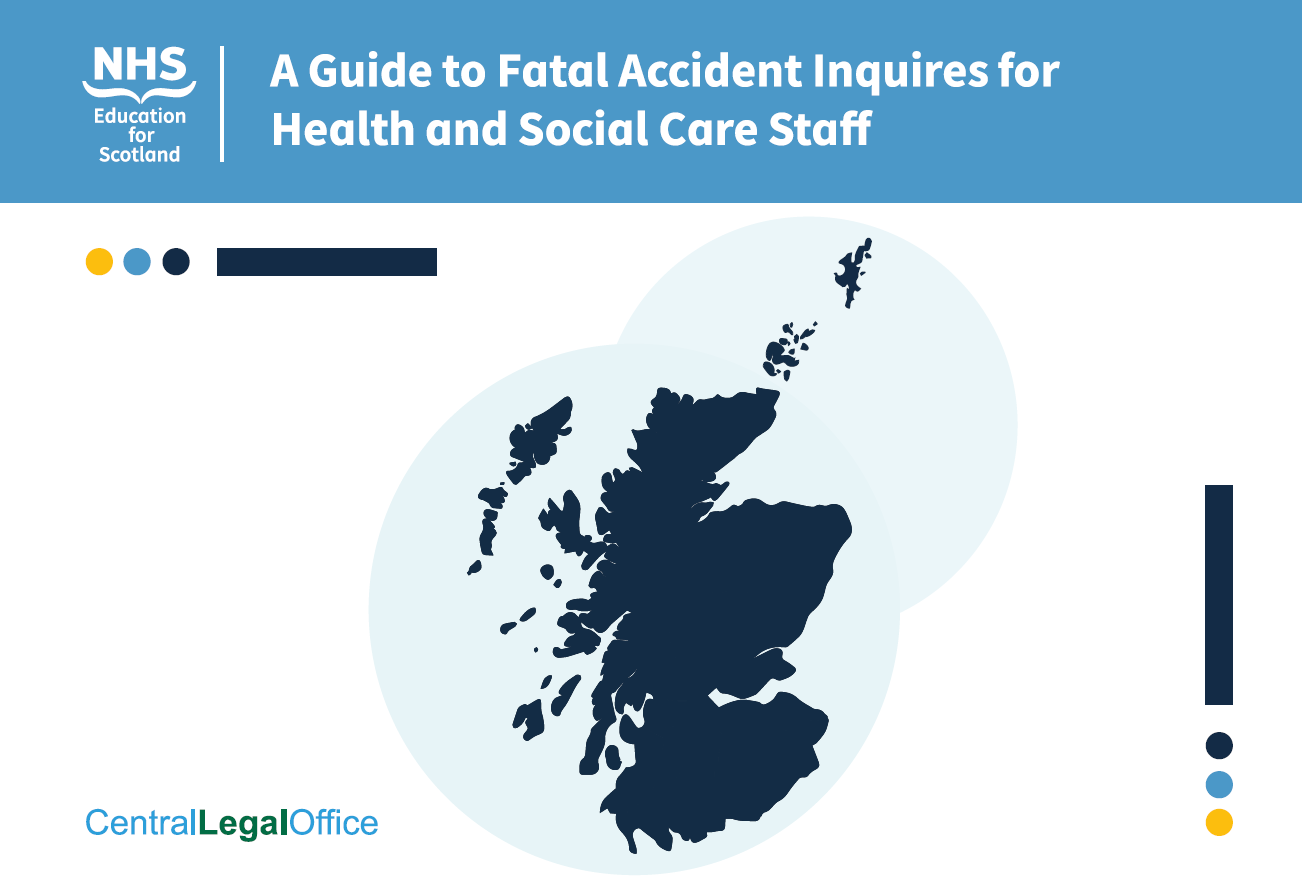 NHS
Education
for
Scotland
A Guide to Fatal Accident Inquires for
Health and Social Care Staff
CentralLegalOffice